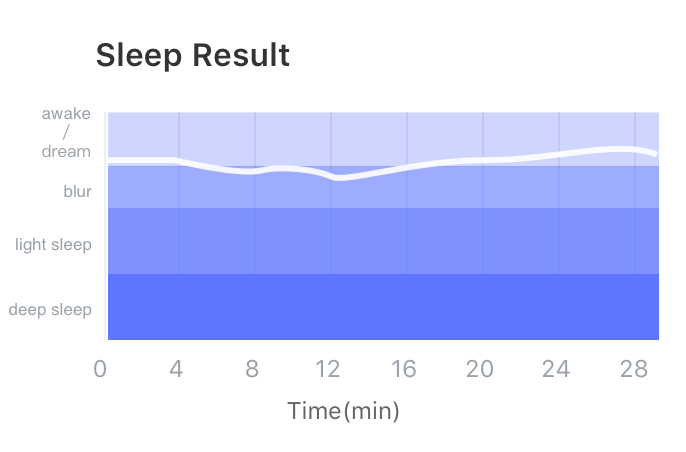 Sleep Result
awake
/
dream
blur
light sleep
deep sleep
0 4 8 12 16 20 24 28
Time(min)